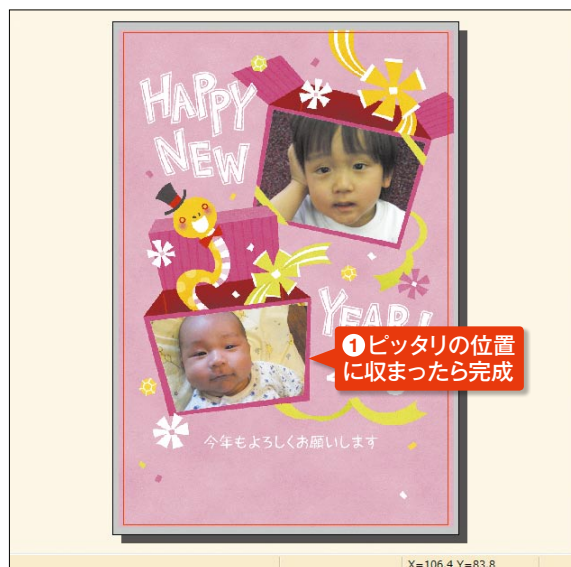 HAPPY
NEW
YEAR!
❶ピッタリの位置
に収まったら完成
今年もよろしくお願いします
X=106.4 Y=83.8